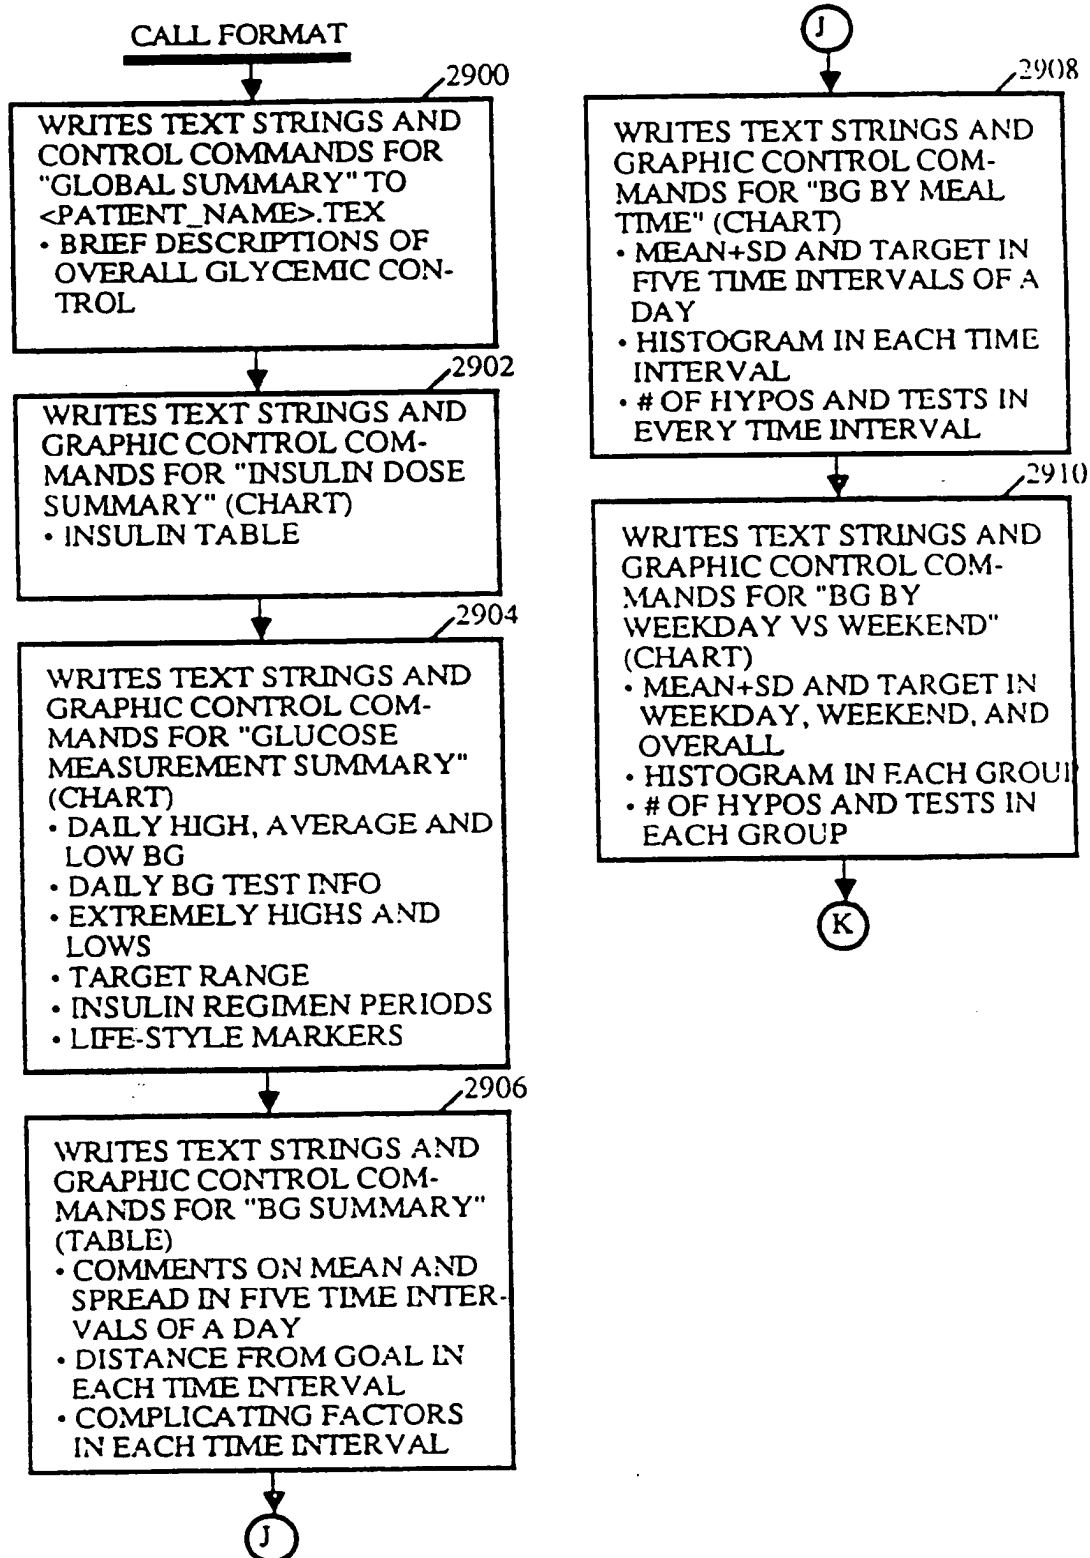 CALL FORMAT
2900
WRITES TEXT STRINGS AND
CONTROL COMMANDS FOR
"GLOBAL SUMMARY" TO
<PATIENT_NAME>.TEX
• BRIEF DESCRIPTIONS OF
OVERALL GLYCEMIC CON-
TROL
2902
WRITES TEXT STRINGS AND
GRAPHIC CONTROL COM-
MANDS FOR "INSULIN DOSE
SUMMARY" (CHART)
• INSULIN TABLE
2904
WRITES TEXT STRINGS AND
GRAPHIC CONTROL COM-
MANDS FOR "GLUCOSE
MEASUREMENT SUMMARY"
(CHART)
• DAILY HIGH, AVERAGE AND
LOW BG
• DAILY BG TEST INFO
• EXTREMELY HIGHS AND
LOWS
• TARGET RANGE
• INSULIN REGIMEN PERIODS
• LIFE-STYLE MARKERS
2906
WRITES TEXT STRINGS AND
GRAPHIC CONTROL COM-
MANDS FOR "BG SUMMARY"
(TABLE)
• COMMENTS ON MEAN AND
SPREAD IN FIVE TIME INTER-
VALS OF A DAY
• DISTANCE FROM GOAL IN
EACH TIME INTERVAL
• COMPLICATING FACTORS
IN EACH TIME INTERVAL
J
J
2908
WRITES TEXT STRINGS AND
GRAPHIC CONTROL COM-
MANDS FOR "BG BY MEAL
TIME" (CHART)
• MEAN+SD AND TARGET IN
FIVE TIME INTERVALS OF A
DAY
• HISTOGRAM IN EACH TIME
INTERVAL
• # OF HYPOS AND TESTS IN
EVERY TIME INTERVAL
2910
WRITES TEXT STRINGS AND
GRAPHIC CONTROL COM-
MANDS FOR "BG BY
WEEKDAY VS WEEKEND"
(CHART)
• MEAN+SD AND TARGET IN
WEEKDAY, WEEKEND, AND
OVERALL
• HISTOGRAM IN EACH GROUP
• # OF HYPOS AND TESTS IN
EACH GROUP
K